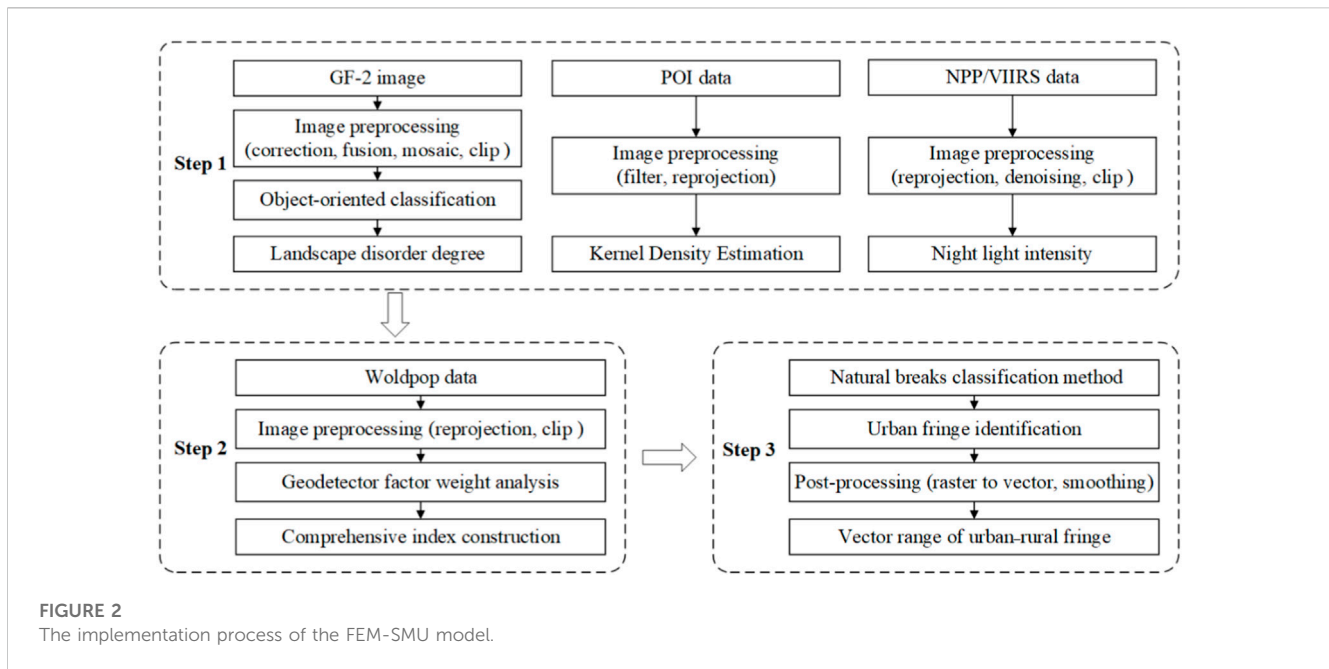 GF-2 image
Image preprocessing
(correction, fusion, mosaic, clip )
Object-oriented classification
Landscape disorder degree
POI data
Image preprocessing
(filter, reprojection)
Kernel Density Estimation
NPP/VIIRS data
Image preprocessing
(reprojection, denoising, clip )
Night light intensity
Step 1
Step 2
Woldpop data
Image preprocessing (reprojection, clip )
Geodetector factor weight analysis
Comprehensive index construction
Step 3
Natural breaks classification method
Urban fringe identification
Post-processing (raster to vector, smoothing)
Vector range of urban-rural fringe
FIGURE 2
The implementation process of the FEM-SMU model.